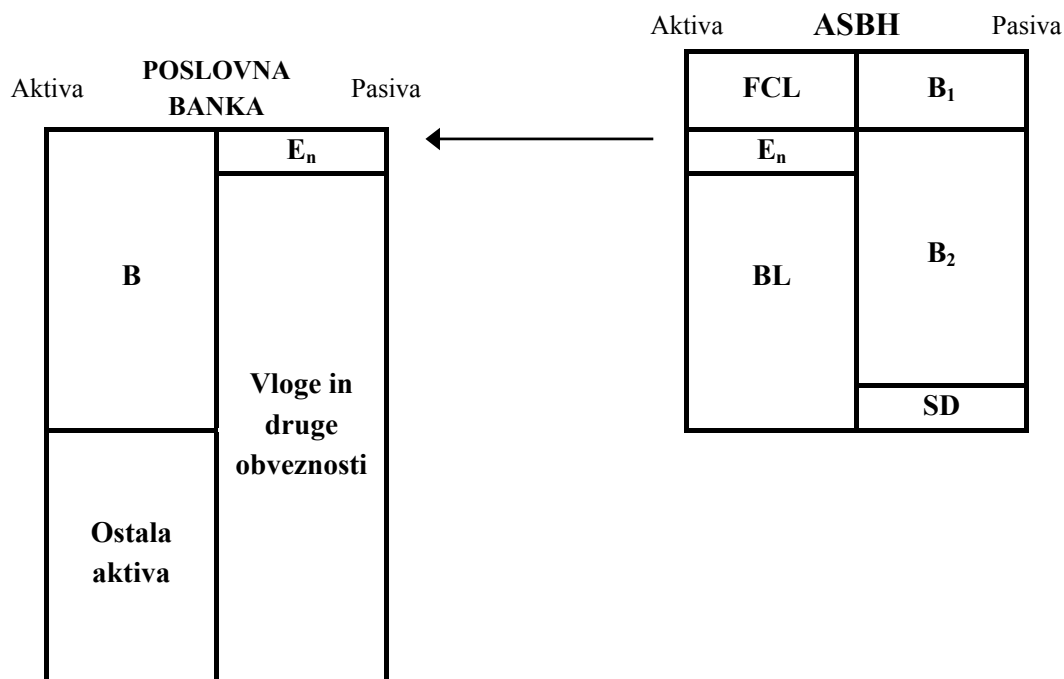 Aktiva
POSLOVNA
BANKA
Pasiva
E
n
B
Vloge in
druge
obveznosti
Ostala
aktiva
Aktiva
ASBH
Pasiva
FCL
B₁
Eₙ
B₂
BL
SD